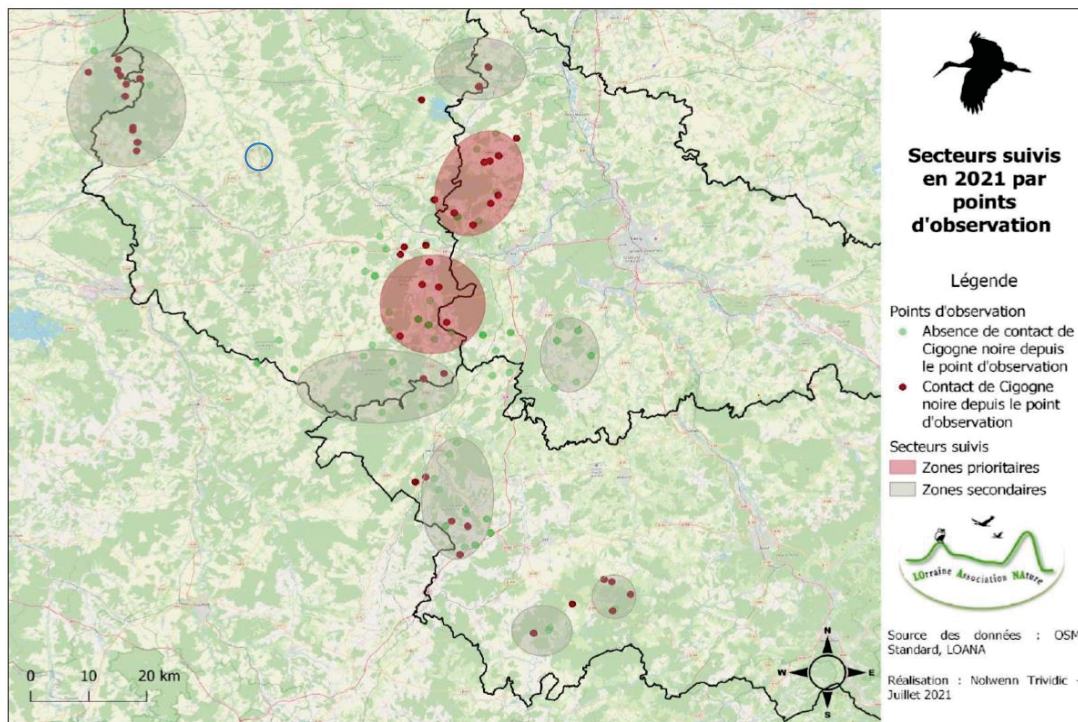 Secteurs suivis
en 2021 par
points
d'observation
Légende
Points d'observation
Absence de contact de
Cigogne noire depuis
le point d'observation
Contact de Cigogne
noire depuis le point
d'observation
Secteurs suivis
Zones prioritaires
Zones secondaires
LOrraine Association NAture
Source des données : OSM
Standard, LOANA
Réalisation : Nolwenn Trividic -
Juillet 2021
N
W
E
S
0 10 20 km